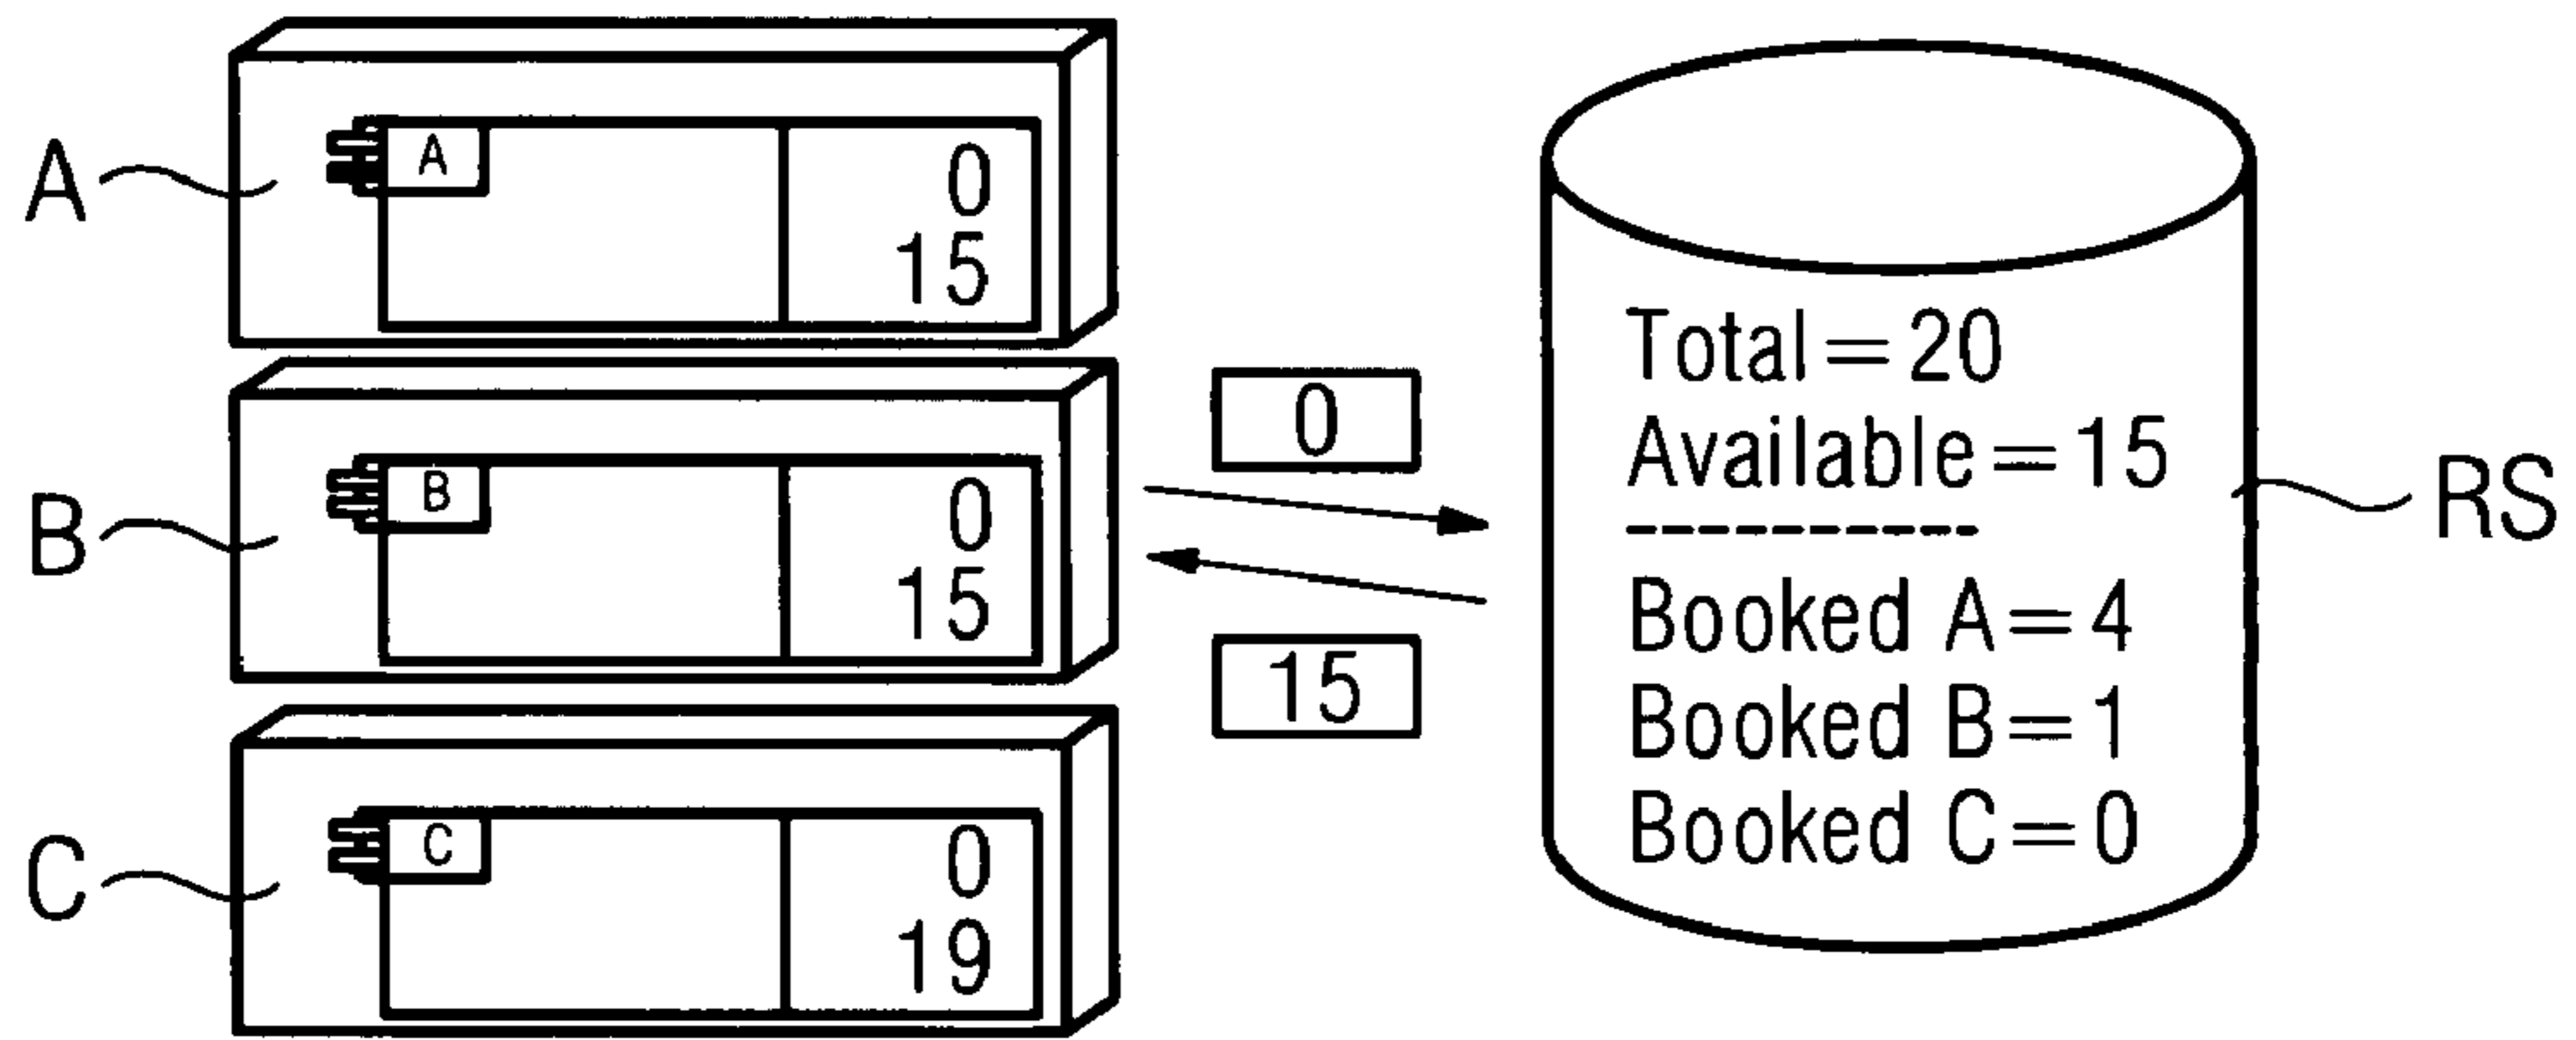 A
A
0
15
B
B
0
15
C
C
0
19
0
15
Total=20
Available=15
-----------
Booked A=4
Booked B=1
Booked C=0
RS